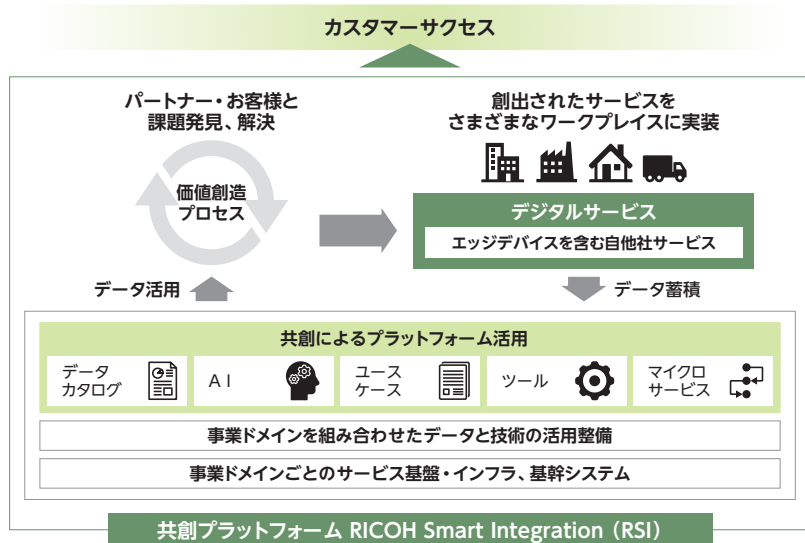 カスタマーサクセス
パートナー・お客様と
課題発見、解決
創出されたサービスを
さまざまなワークプレイスに実装
価値創造
プロセス
デジタルサービス
エッジデバイスを含む自他社サービス
データ活用
データ蓄積
共創によるプラットフォーム活用
データ
カタログ
AI
ユース
ケース
ツール
マイクロ
サービス
事業ドメインを組み合わせたデータと技術の活用整備
事業ドメインごとのサービス基盤・インフラ、基幹システム
共創プラットフォーム RICOH Smart Integration（RSI）